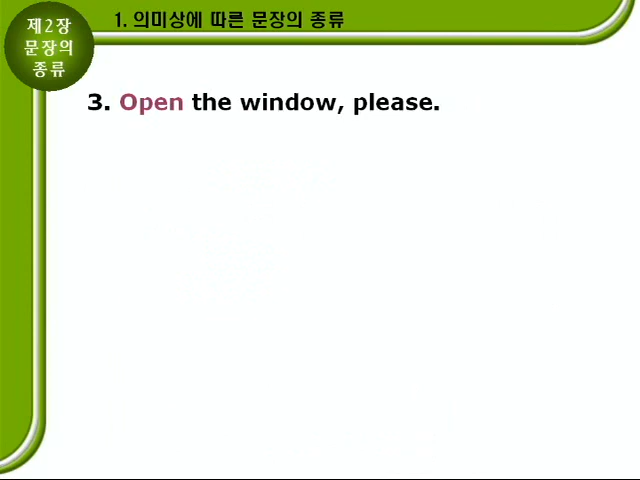 제2장
문장의
종류
1. 의미상에 따른 문장의 종류
3. Open the window, please.